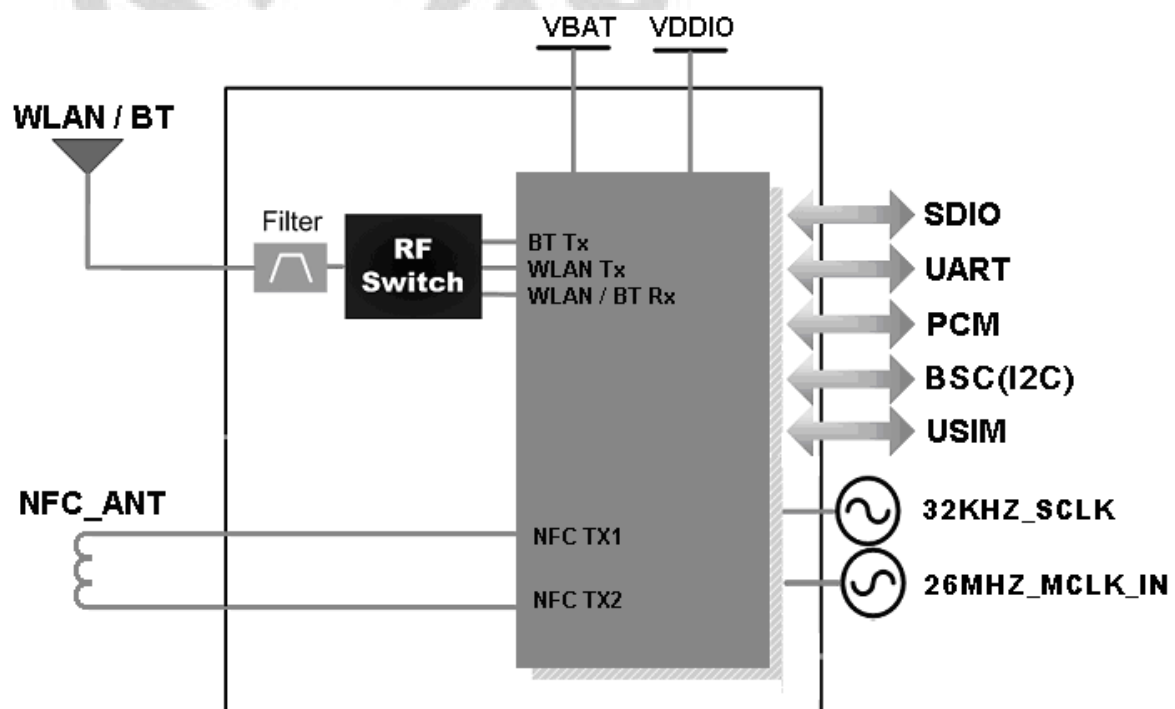 VBAT VDDIO
WLAN / BT
Filter
RF
Switch
BT Tx
WLAN Tx
WLAN / BT Rx
SDIO
UART
PCM
BSC(I2C)
USIM
NFC_ANT
NFC TX1
NFC TX2
32KHZ_SCLK
26MHZ_MCLK_IN